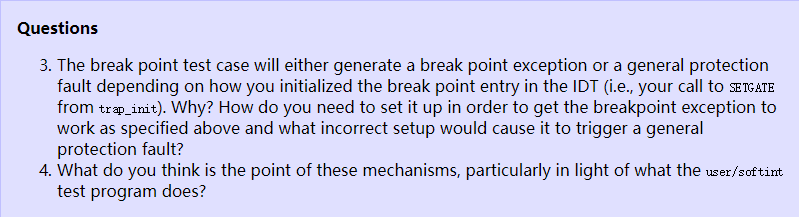 Questions
3. The break point test case will either generate a break point exception or a general protection
fault depending on how you initialized the break point entry in the IDT (i.e., your call to SETGATE
from trap_init). Why? How do you need to set it up in order to get the breakpoint exception to
work as specified above and what incorrect setup would cause it to trigger a general
protection fault?
4. What do you think is the point of these mechanisms, particularly in light of what the user/softint
test program does?